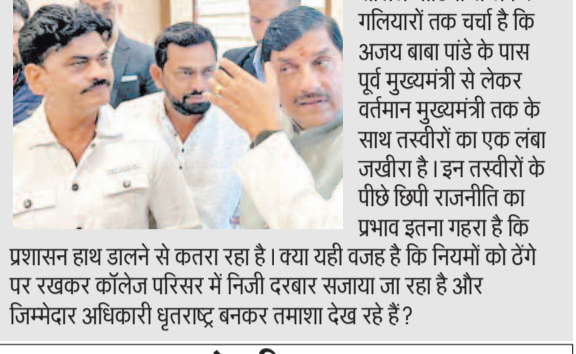 गलियारों तक चर्चा है कि
अजय बाबा पांडे के पास
पूर्व मुख्यमंत्री से लेकर
वर्तमान मुख्यमंत्री तक के
साथ तस्वीरों का एक लंबा
जखीरा है। इन तस्वीरों के
पीछे छिपी राजनीति का
प्रभाव इतना गहरा है कि
प्रशासन हाथ डालने से कतरा रहा है। क्या यही वजह है कि नियमों को ठेंगे
पर रखकर कॉलेज परिसर में निजी दरबार सजाया जा रहा है और
जिम्मेदार अधिकारी धृतराष्ट्र बनकर तमाशा देख रहे हैं?